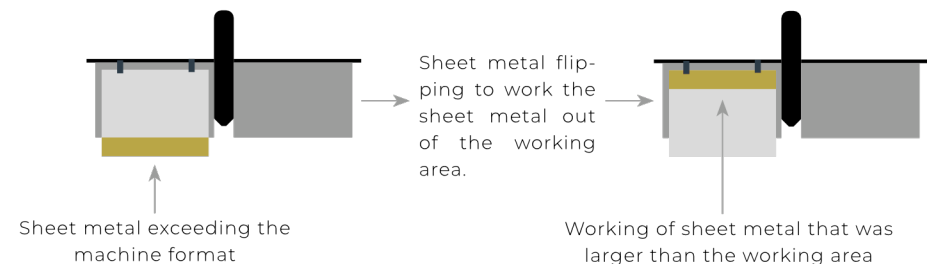 Sheet metal flip-
ping to work the
sheet metal out
of the working
area.
Sheet metal exceeding the
machine format
Working of sheet metal that was
larger than the working area